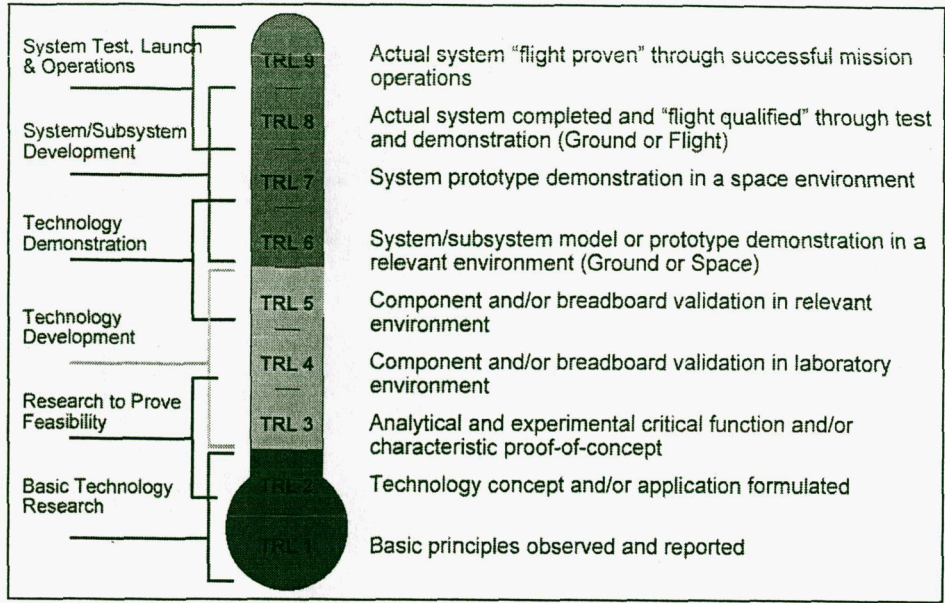 System Test, Launch
& Operations
System/Subsystem
Development
Technology
Demonstration
Technology
Development
Research to Prove
Feasibility
Basic Technology
Research
TRL 9
TRL 8
TRL 7
TRL 6
TRL 5
TRL 4
TRL 3
TRL 2
TRL 1
Actual system “flight proven” through successful mission
operations
Actual system completed and “flight qualified” through test
and demonstration (Ground or Flight)
System prototype demonstration in a space environment
System/subsystem model or prototype demonstration in a
relevant environment (Ground or Space)
Component and/or breadboard validation in relevant
environment
Component and/or breadboard validation in laboratory
environment
Analytical and experimental critical function and/or
characteristic proof-of-concept
Technology concept and/or application formulated
Basic principles observed and reported